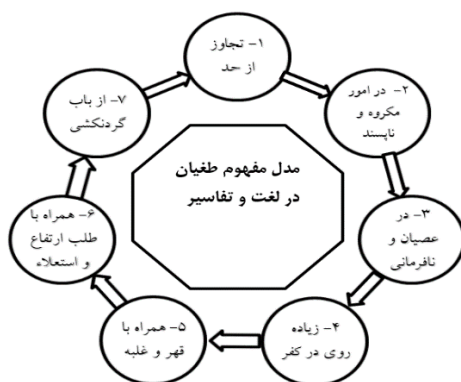 ۱- تجاوز
از حد
۲- در امور
مکروه و
ناپسند
۳- در
عصیان و
نافرمانی
۴- زیاده
روی در کفر
۵- همراه با
قهر و غلبه
۶- همراه با
طلب ارتفاع
و استعلاء
۷- از باب
گردنکشی
مدل مفهوم طغیان
در لغت و تفاسیر